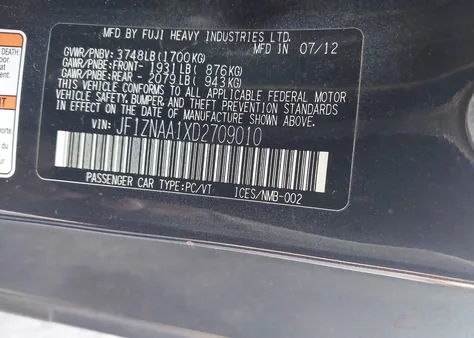 MFD BY FUJI HEAVY INDUSTRIES LTD.
MFD IN 07/12
GVWR/PNBV: 3748LB(1700KG)
GAWR/PNBE:FRONT- 1931LB( 876KG)
GAWR/PNBE:REAR - 2079LB( 943KG)
THIS VEHICLE CONFORMS TO ALL APPLICABLE FEDERAL MOTOR
VEHICLE SAFETY, BUMPER, AND THEFT PREVENTION STANDARDS
IN EFFECT ON THE DATE OF MANUFACTURE SHOWN ABOVE.
VIN: JF1ZNAA1XD2709010
PASSENGER CAR TYPE:PC/VT ICES/NMB-002
DEATH